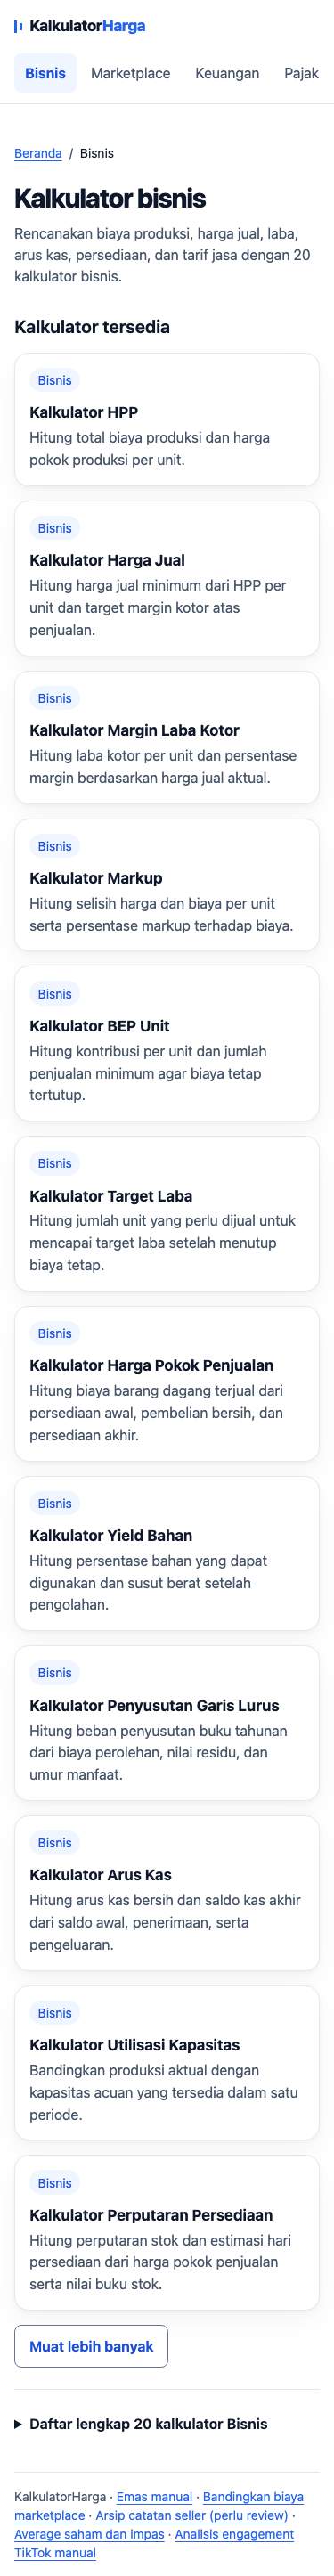 KalkulatorHarga
Bisnis Marketplace Keuangan Pajak
Beranda / Bisnis
Kalkulator bisnis
Rencanakan biaya produksi, harga jual, laba,
arus kas, persediaan, dan tarif jasa dengan 20
kalkulator bisnis.
Kalkulator tersedia
Bisnis
Kalkulator HPP
Hitung total biaya produksi dan harga
pokok produksi per unit.
Bisnis
Kalkulator Harga Jual
Hitung harga jual minimum dari HPP per
unit dan target margin kotor atas
penjualan.
Bisnis
Kalkulator Margin Laba Kotor
Hitung laba kotor per unit dan persentase
margin berdasarkan harga jual aktual.
Bisnis
Kalkulator Markup
Hitung selisih harga dan biaya per unit
serta persentase markup terhadap biaya.
Bisnis
Kalkulator BEP Unit
Hitung kontribusi per unit dan jumlah
penjualan minimum agar biaya tetap
tertutup.
Bisnis
Kalkulator Target Laba
Hitung jumlah unit yang perlu dijual untuk
mencapai target laba setelah menutup
biaya tetap.
Bisnis
Kalkulator Harga Pokok Penjualan
Hitung biaya barang dagang terjual dari
persediaan awal, pembelian bersih, dan
persediaan akhir.
Bisnis
Kalkulator Yield Bahan
Hitung persentase bahan yang dapat
digunakan dan susut berat setelah
pengolahan.
Bisnis
Kalkulator Penyusutan Garis Lurus
Hitung beban penyusutan buku tahunan
dari biaya perolehan, nilai residu, dan
umur manfaat.
Bisnis
Kalkulator Arus Kas
Hitung arus kas bersih dan saldo kas akhir
dari saldo awal, penerimaan, serta
pengeluaran.
Bisnis
Kalkulator Utilisasi Kapasitas
Bandingkan produksi aktual dengan
kapasitas acuan yang tersedia dalam satu
periode.
Bisnis
Kalkulator Perputaran Persediaan
Hitung perputaran stok dan estimasi hari
persediaan dari harga pokok penjualan
serta nilai buku stok.
Muat lebih banyak
Daftar lengkap 20 kalkulator Bisnis
KalkulatorHarga · Emas manual · Bandingkan biaya
marketplace · Arsip catatan seller (perlu review) ·
Average saham dan impas · Analisis engagement
TikTok manual